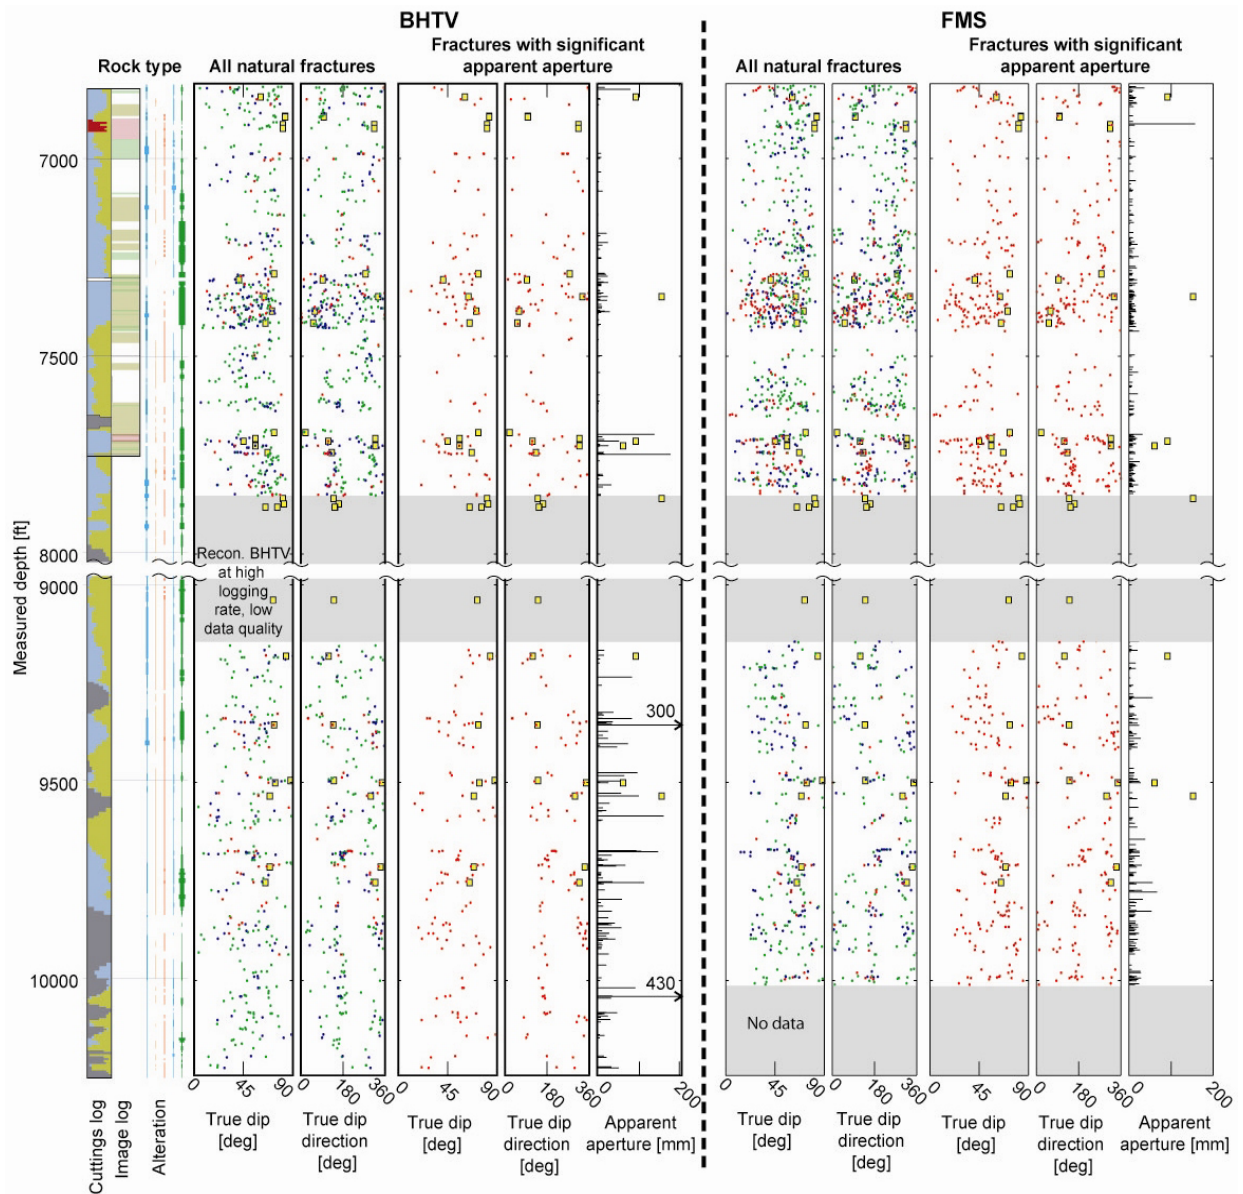 BHTV
FMS
Rock type
All natural fractures
Fractures with significant
apparent aperture
All natural fractures
Fractures with significant
apparent aperture
Measured depth [ft]
7000
7500
8000
9000
9500
10000
Recon. BHTV
at high
logging
rate, low
data quality
300
430
No data
0
45
90
0
180
360
0
45
90
0
180
360
0
200
0
45
90
0
180
360
0
45
90
0
180
360
0
200
Cuttings log
Image log
Alteration
True dip
[deg]
True dip
direction
[deg]
True dip
[deg]
True dip
direction
[deg]
Apparent
aperture [mm]
True dip
[deg]
True dip
direction
[deg]
True dip
[deg]
True dip
direction
[deg]
Apparent
aperture [mm]